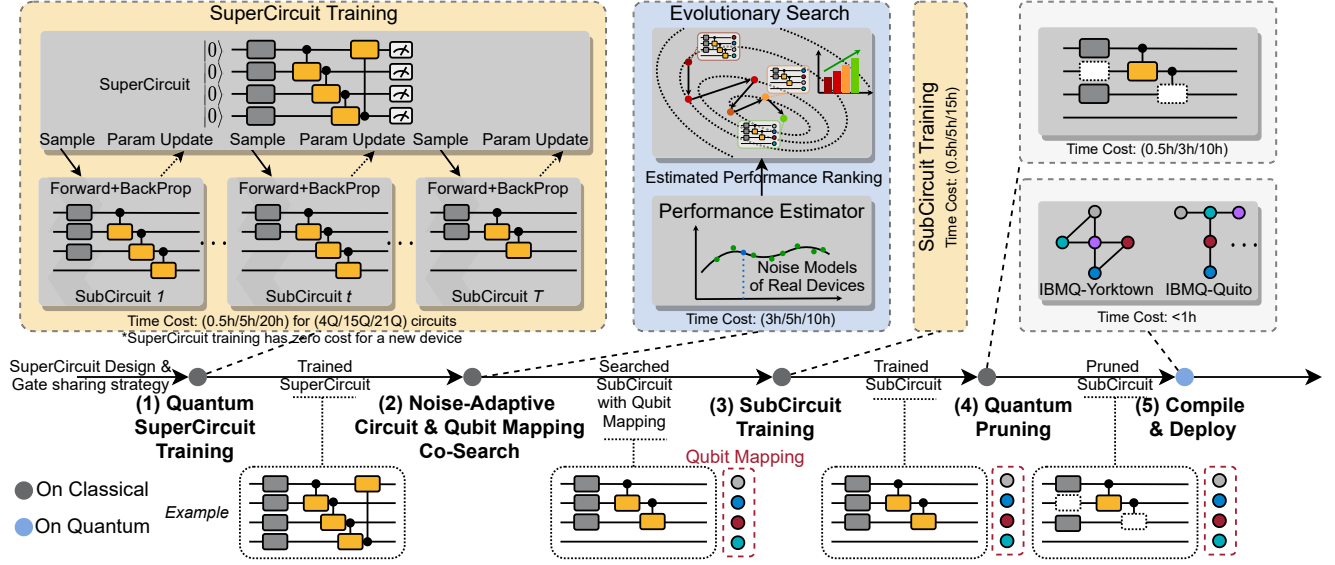 SuperCircuit Training
SuperCircuit
|0⟩
|0⟩
|0⟩
|0⟩
Sample
Param Update
Sample
Param Update
Sample
Param Update
Forward+BackProp
Forward+BackProp
Forward+BackProp
SubCircuit 1
SubCircuit t
SubCircuit T
Time Cost: (0.5h/5h/20h) for (4Q/15Q/21Q) circuits
*SuperCircuit training has zero cost for a new device
Evolutionary Search
Estimated Performance Ranking
Performance Estimator
Noise Models
of Real Devices
Time Cost: (3h/5h/10h)
SubCircuit Training
Time Cost: (0.5h/5h/15h)
Time Cost: (0.5h/3h/10h)
IBMQ-Yorktown
IBMQ-Quito
Time Cost: <1h
SuperCircuit Design &
Gate sharing strategy
(1) Quantum
SuperCircuit
Training
Trained
SuperCircuit
(2) Noise-Adaptive
Circuit & Qubit Mapping
Co-Search
Searched
SubCircuit
with Qubit
Mapping
(3) SubCircuit
Training
Trained
SubCircuit
(4) Quantum
Pruning
Pruned
SubCircuit
(5) Compile
& Deploy
Qubit Mapping
On Classical
On Quantum
Example